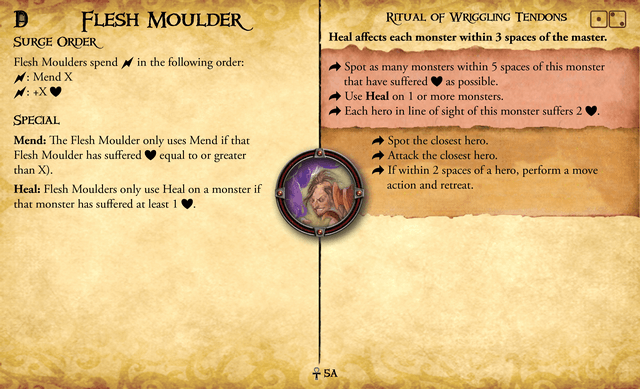 D
Flesh Moulder
Surge Order
Flesh Moulders spend in the following order:
: Mend X
: +X ♥
Special
Mend: The Flesh Moulder only uses Mend if that
Flesh Moulder has suffered ♥ equal to or greater
than X).
Heal: Flesh Moulders only use Heal on a monster if
that monster has suffered at least 1 ♥.
Ritual of Wriggling Tendons
Heal affects each monster within 3 spaces of the master.
Spot as many monsters within 5 spaces of this monster
that have suffered ♥ as possible.
Use Heal on 1 or more monsters.
Each hero in line of sight of this monster suffers 2 ♥.
Spot the closest hero.
Attack the closest hero.
If within 2 spaces of a hero, perform a move
action and retreat.
5A